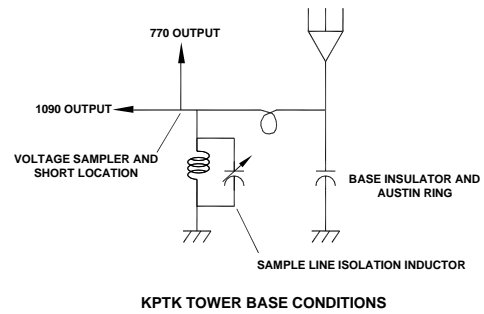 770 OUTPUT
1090 OUTPUT
VOLTAGE SAMPLER AND
SHORT LOCATION
BASE INSULATOR AND
AUSTIN RING
SAMPLE LINE ISOLATION INDUCTOR
KPTK TOWER BASE CONDITIONS